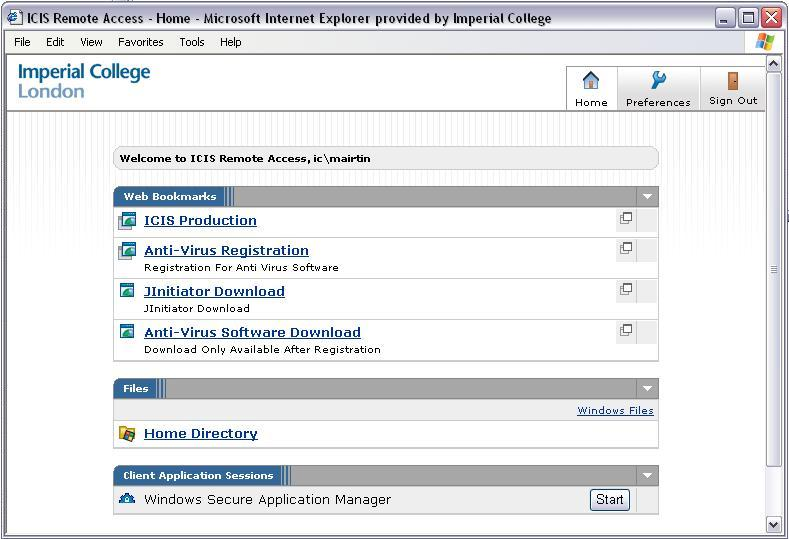 ICIS Remote Access - Home - Microsoft Internet Explorer provided by Imperial College
File Edit View Favorites Tools Help
Imperial College
London
Home Preferences Sign Out
Welcome to ICIS Remote Access, ic\mairtin
Web Bookmarks
ICIS Production
Anti-Virus Registration
Registration For Anti Virus Software
JInitiator Download
JInitiator Download
Anti-Virus Software Download
Download Only Available After Registration
Files
Windows Files
Home Directory
Client Application Sessions
Windows Secure Application Manager Start